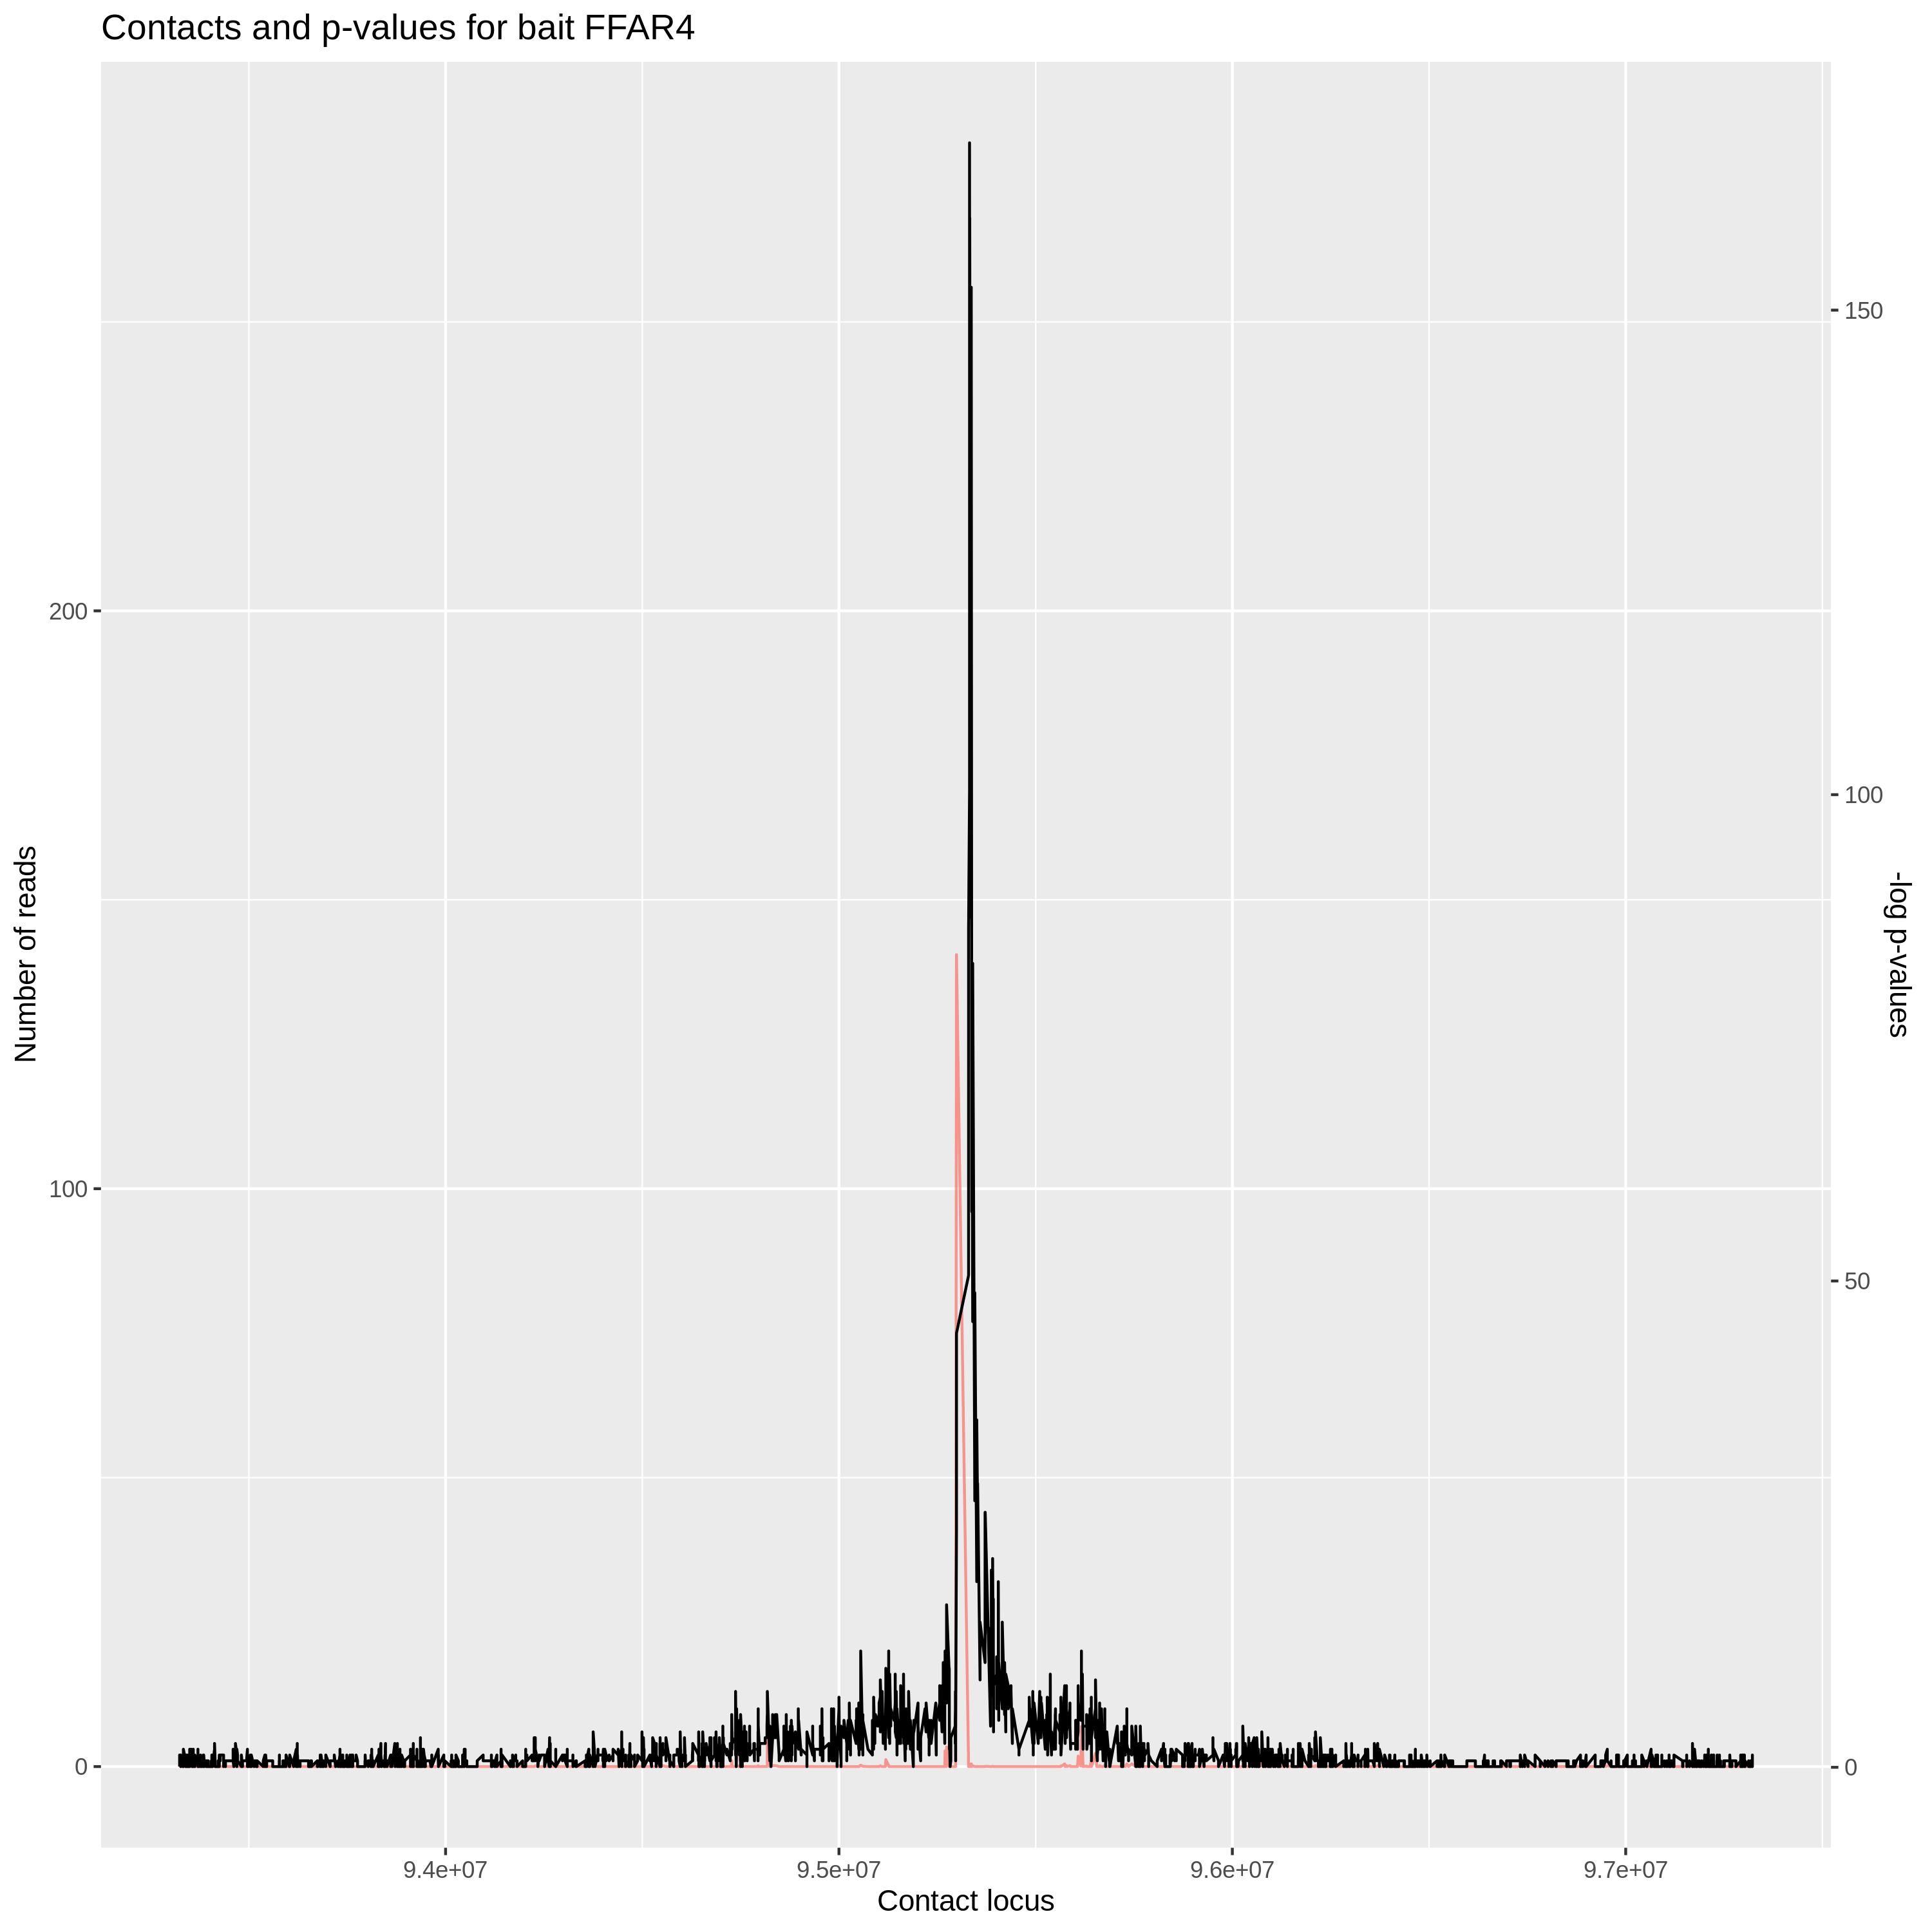 Contacts and p-values for bait FFAR4
Number of reads
200
100
0
150
100
50
0
-log p-values
9.4e+07
9.5e+07
9.6e+07
9.7e+07
Contact locus